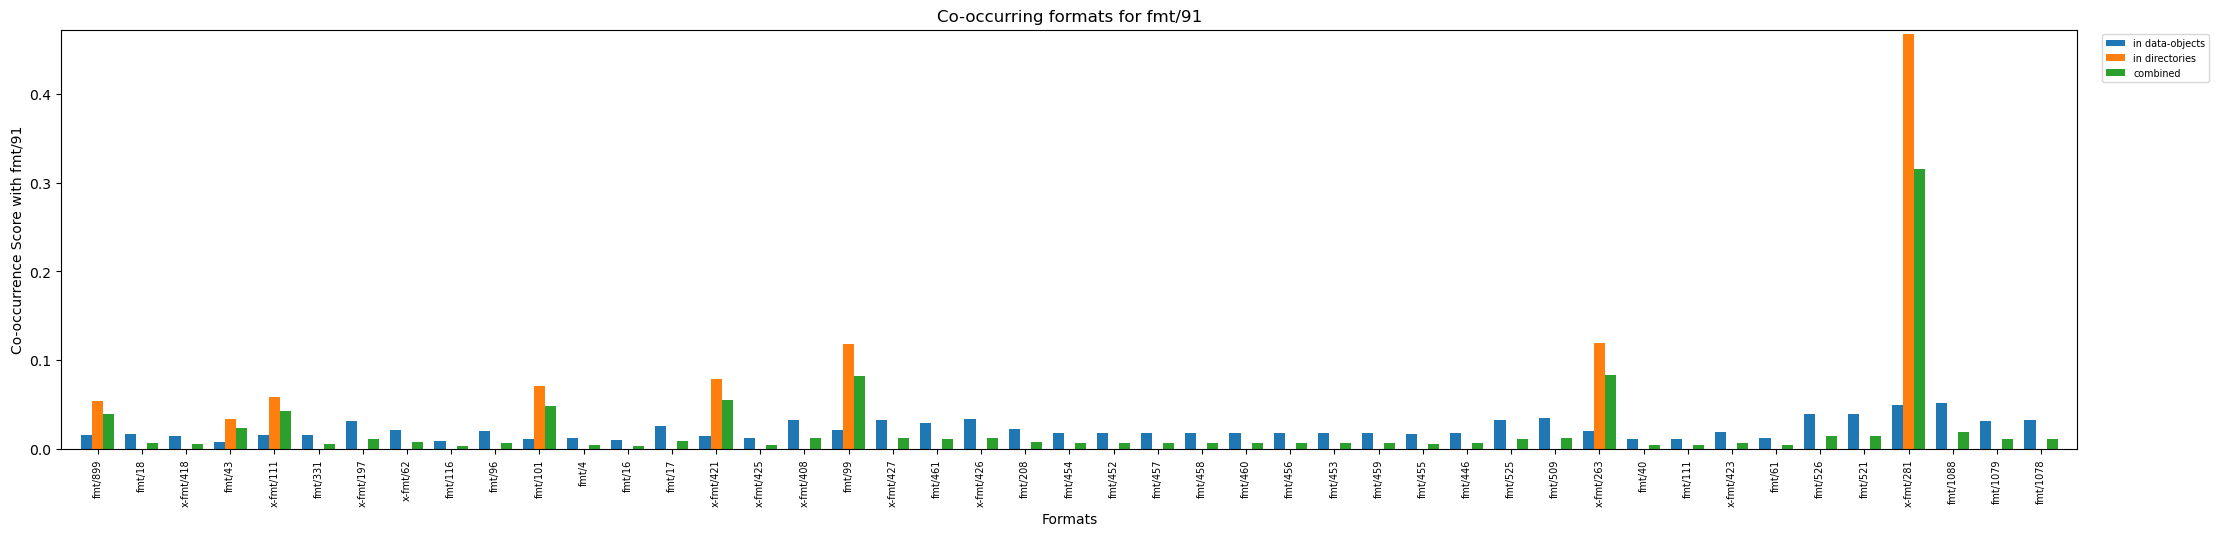 Co-occurring formats for fmt/91
in data-objects
in directories
combined
Co-occurrence Score with fmt/91
0.4
0.3
0.2
0.1
0.0
fmt/899
fmt/18
x-fmt/418
fmt/43
x-fmt/111
fmt/331
x-fmt/197
x-fmt/62
fmt/116
fmt/96
fmt/101
fmt/4
fmt/16
fmt/17
x-fmt/421
x-fmt/425
x-fmt/408
fmt/99
x-fmt/427
fmt/461
x-fmt/426
fmt/208
fmt/454
fmt/452
fmt/457
fmt/458
fmt/460
fmt/456
fmt/453
fmt/459
fmt/455
fmt/446
fmt/525
fmt/509
x-fmt/263
fmt/40
fmt/111
x-fmt/423
fmt/61
fmt/526
fmt/521
x-fmt/281
fmt/1088
fmt/1079
fmt/1078
Formats